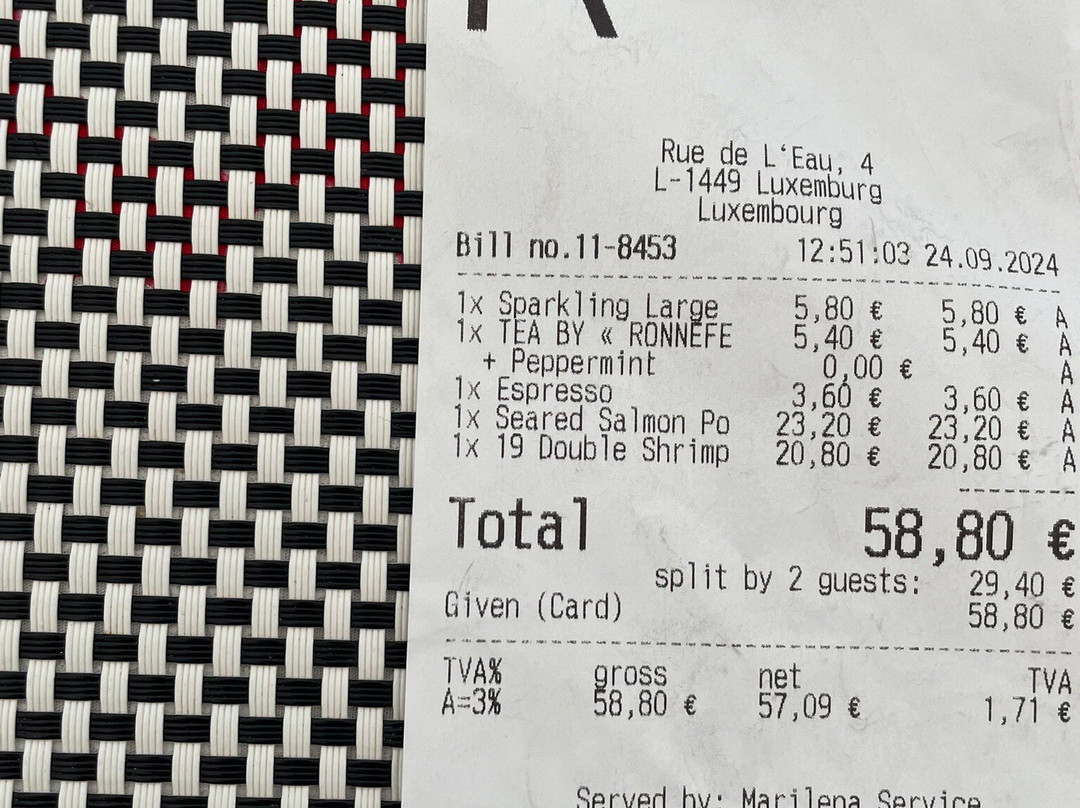 Rue de L‘Eau, 4
L-1449 Luxemburg
Luxembourg
Bill no.11-8453 12:51:03 24.09.2024
1x Sparkling Large 5,80 € 5,80 € A
1x TEA BY « RONNEFE 5,40 € 5,40 € A
+ Peppermint 0,00 € A
1x Espresso 3,60 € 3,60 € A
1x Seared Salmon Po 23,20 € 23,20 € A
1x 19 Double Shrimp 20,80 € 20,80 € A
Total 58,80 €
split by 2 guests: 29,40 €
Given (Card) 58,80 €
TVA% gross net TVA
A=3% 58,80 € 57,09 € 1,71 €
Served by: Marilena Service